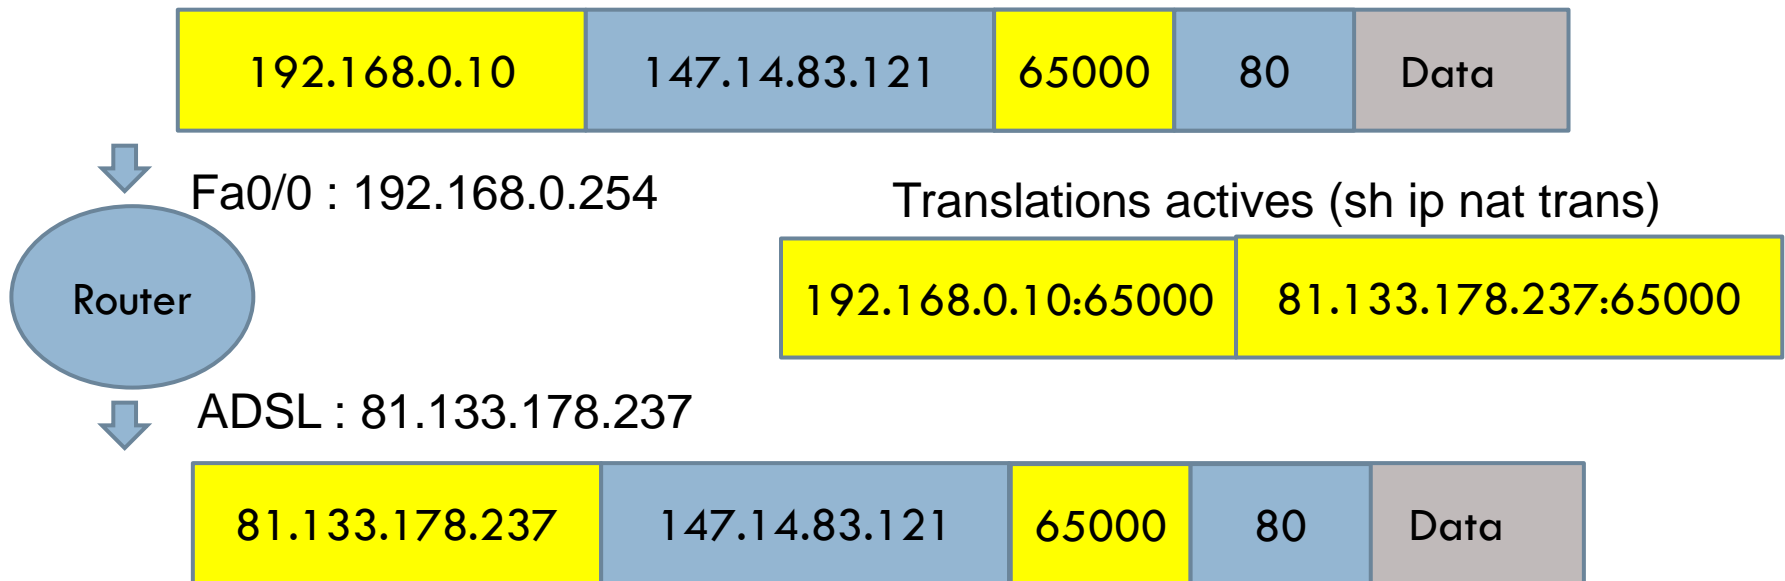 192.168.0.10 147.14.83.121 65000 80 Data
Fa0/0 : 192.168.0.254
Translations actives (sh ip nat trans)
Router
192.168.0.10:65000 81.133.178.237:65000
ADSL : 81.133.178.237
81.133.178.237 147.14.83.121 65000 80 Data